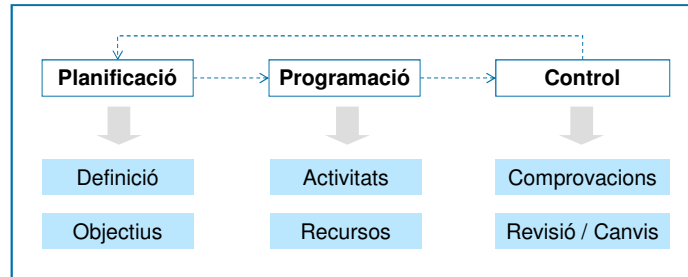 Planificació
Programació
Control
Definició
Activitats
Comprovacions
Objectius
Recursos
Revisió / Canvis